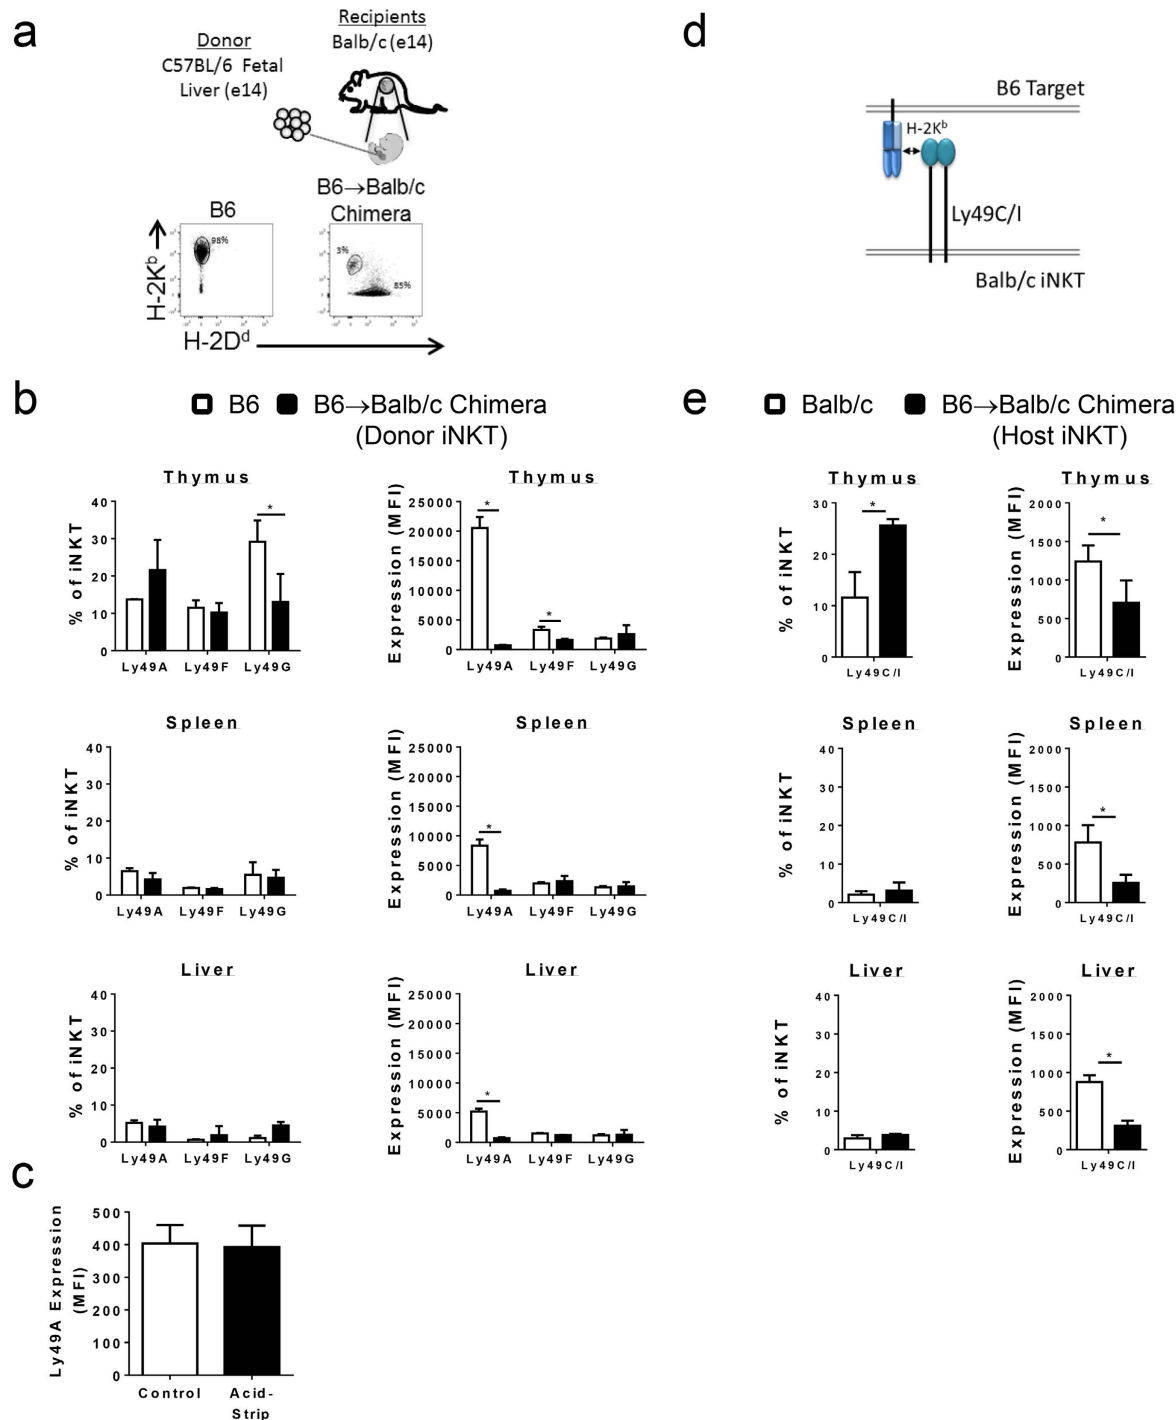 a
Donor
C57BL/6 Fetal
Liver (e14)
Recipients
Balb/c (e14)
B6
B6→Balb/c
Chimera
98%
3%
85%
H-2Kᵇ
H-2Dᵈ
d
B6 Target
H-2Kᵇ
Ly49C/I
Balb/c iNKT
b
B6
B6→Balb/c Chimera
(Donor iNKT)
Thymus
% of iNKT
40
30
20
10
0
*
Ly49A Ly49F Ly49G
Thymus
Expression (MFI)
25000
20000
15000
10000
5000
0
*
*
Ly49A Ly49F Ly49G
Spleen
% of iNKT
40
30
20
10
0
Ly49A Ly49F Ly49G
Spleen
Expression (MFI)
25000
20000
15000
10000
5000
0
*
Ly49A Ly49F Ly49G
Liver
% of iNKT
40
30
20
10
0
Ly49A Ly49F Ly49G
Liver
Expression (MFI)
25000
20000
15000
10000
5000
0
*
Ly49A Ly49F Ly49G
c
Ly49A Expression
(MFI)
500
400
300
200
100
0
Control
Acid-
Strip
e
Balb/c
B6→Balb/c Chimera
(Host iNKT)
Thymus
% of iNKT
30
20
10
0
*
Ly49C/I
Thymus
Expression (MFI)
2000
1500
1000
500
0
*
Ly49C/I
Spleen
% of iNKT
40
30
20
10
0
Ly49C/I
Spleen
Expression (MFI)
2000
1500
1000
500
0
*
Ly49C/I
Liver
% of iNKT
40
30
20
10
0
Ly49C/I
Liver
Expression (MFI)
2000
1500
1000
500
0
*
Ly49C/I